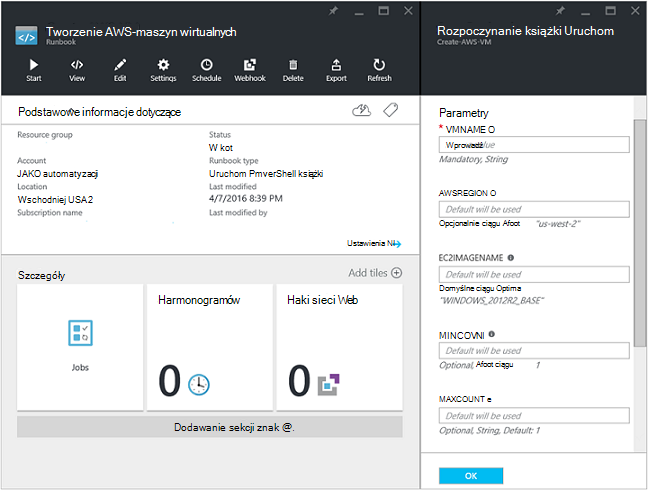 Tworzenie AWS-maszyn wirtualnych
Runbook
Start
View
Edit
Settings
Schedule
Webhook
Delete
Export
Refresh
Podstawowe informacje dotyczące
Resource group
Status
W kot
Account
Runbook type
JAKO automatyzacji
Uruchom PmverShell książki
Location
Last modified
Wschodniej USA2
4/7/2016 8:39 PM
Subscription name
Last modified by
Ustawienia Nil
Szczegóły
Add tiles
Jobs
Harmonogramów
0
Haki sieci Web
0
Dodawanie sekcji znak @.
Rozpoczynanie książki Uruchom
Create-AWS-VM
Parametry
* VMNAME O
Wprowadźlue
Mandatory, String
AWSREGION O
Default will be used
Opcjonalnie ciągu Afoot "us-west-2"
EC2IMAGENAME
Default will be used
Domyślne ciągu Optima
"WINDOWS_2012R2_BASE"
MINCOVNI
Default will be used
Optional, Afoot ciągu 1
MAXCOUNT e
Default will be used
Optional, String, Default: 1
OK